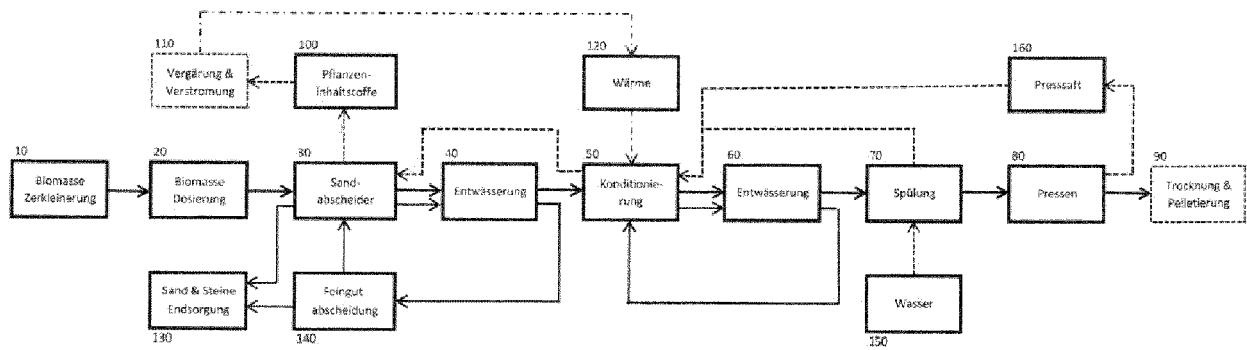 110
Vergärung &
Verstromung
100
Pflanzen-
inhaltstoffe
120
Wärme
160
Presssaft
10
Biomasse
Zerkleinerung
20
Biomasse
Dosierung
30
Sand-
abscheider
40
Entwässerung
50
Konditionie-
rung
60
Entwässerung
70
Spülung
80
Pressen
90
Trocknung &
Pelletierung
Sand & Steine
Endsorgung
130
Feingut
abscheidung
140
Wasser
150